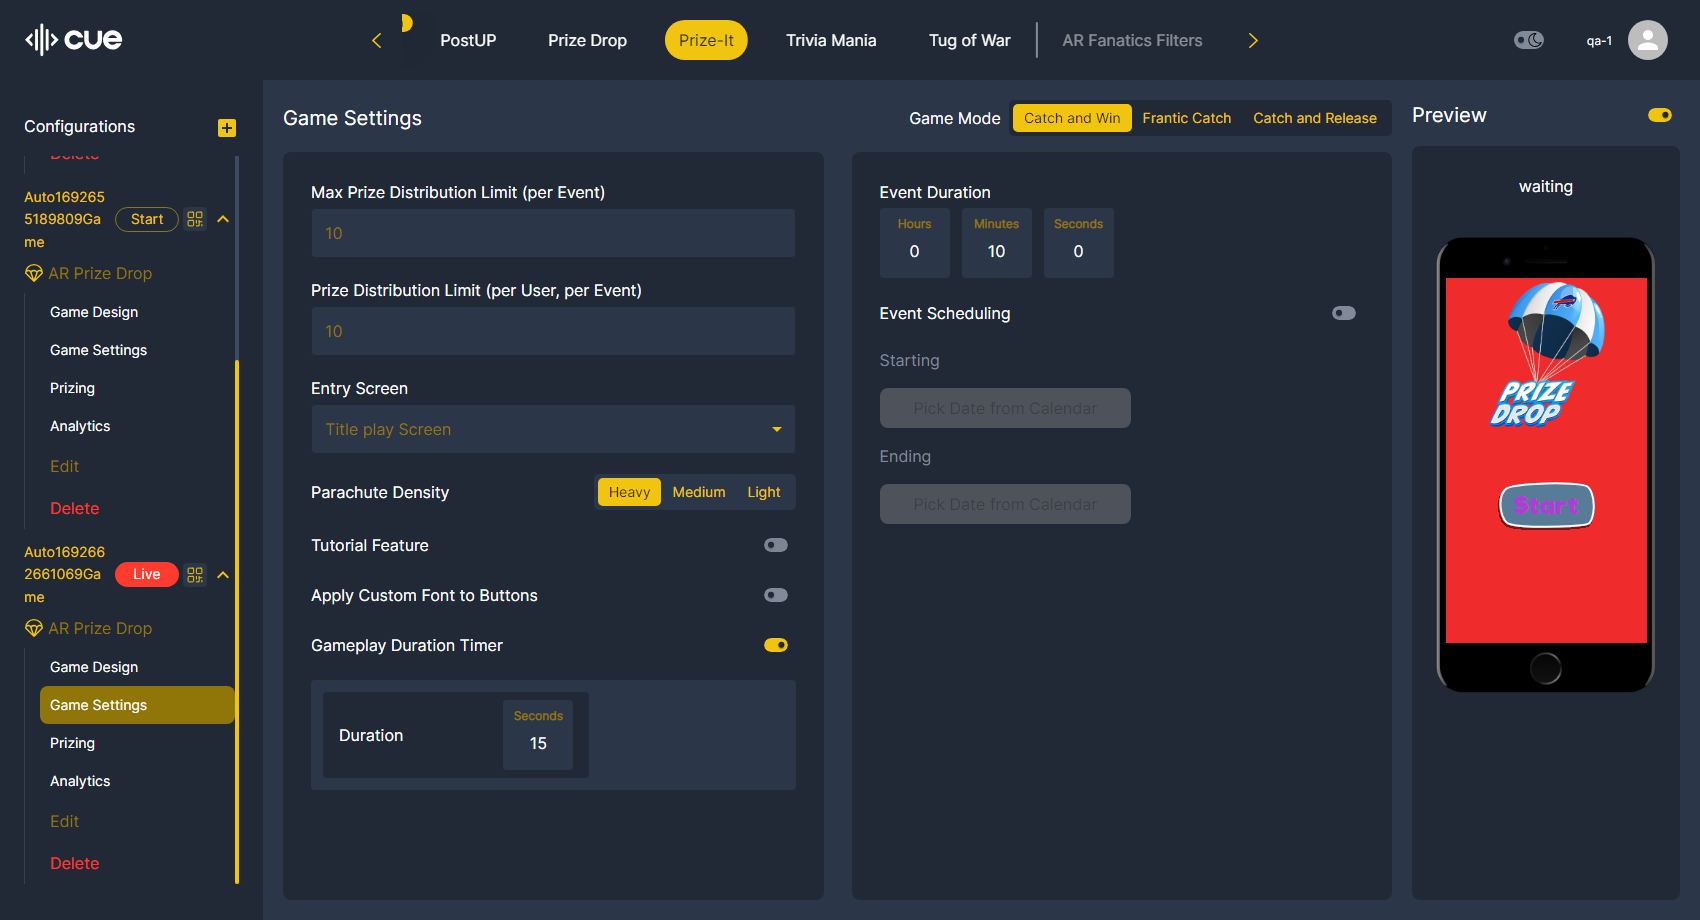 cue
PostUP
Prize Drop
Prize-It
Trivia Mania
Tug of War
AR Fanatics Filters
qa-1
Configurations
Delete
Auto169265
5189809Ga
me
Start
AR Prize Drop
Game Design
Game Settings
Prizing
Analytics
Edit
Delete
Auto169266
2661069Ga
me
Live
AR Prize Drop
Game Design
Game Settings
Prizing
Analytics
Edit
Delete
Game Settings
Game Mode
Catch and Win
Frantic Catch
Catch and Release
Max Prize Distribution Limit (per Event)
10
Prize Distribution Limit (per User, per Event)
10
Entry Screen
Title play Screen
Parachute Density
Heavy
Medium
Light
Tutorial Feature
Apply Custom Font to Buttons
Gameplay Duration Timer
Duration
Seconds
15
Event Duration
Hours
0
Minutes
10
Seconds
0
Event Scheduling
Starting
Pick Date from Calendar
Ending
Pick Date from Calendar
Preview
waiting
PRIZE
DROP
Start